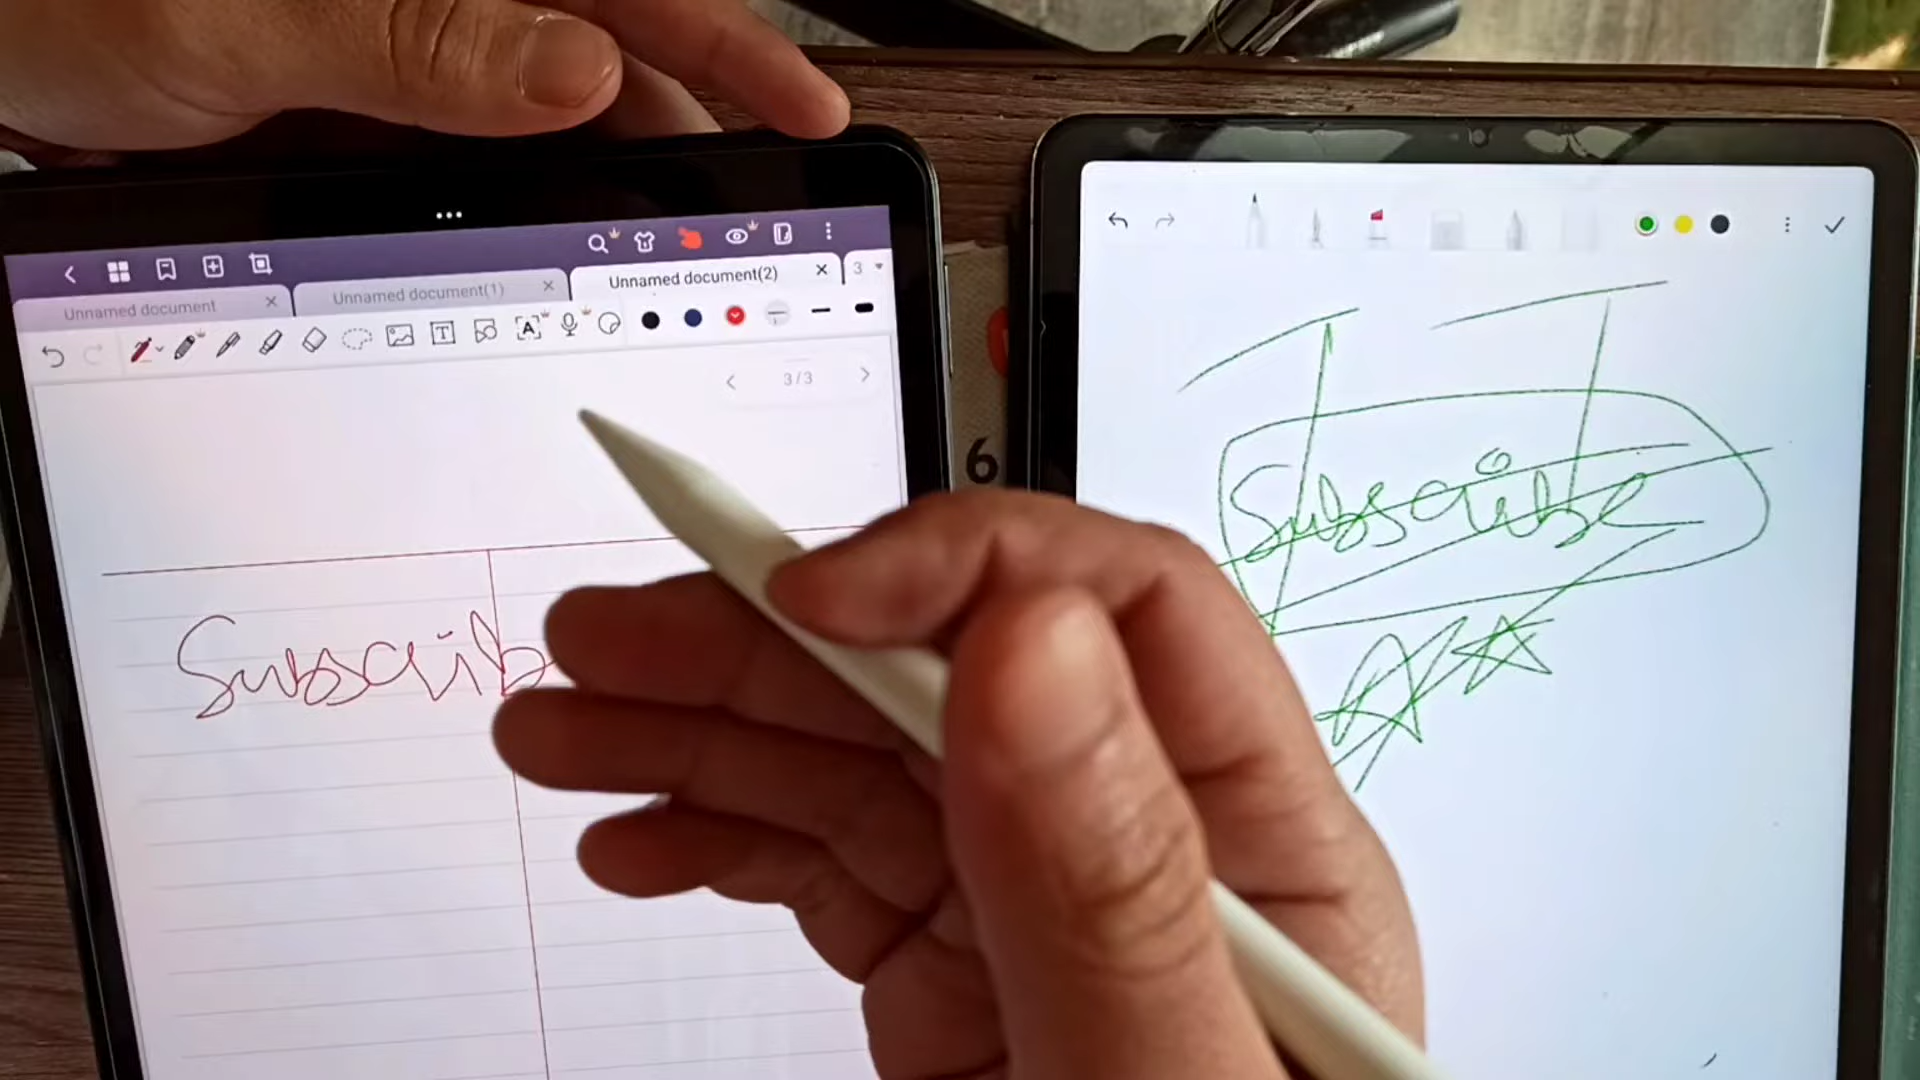 Unnamed document
Unnamed document(1)
Unnamed document(2)
3
A
T
3/3
6
Subscrib
T T
Subscribe